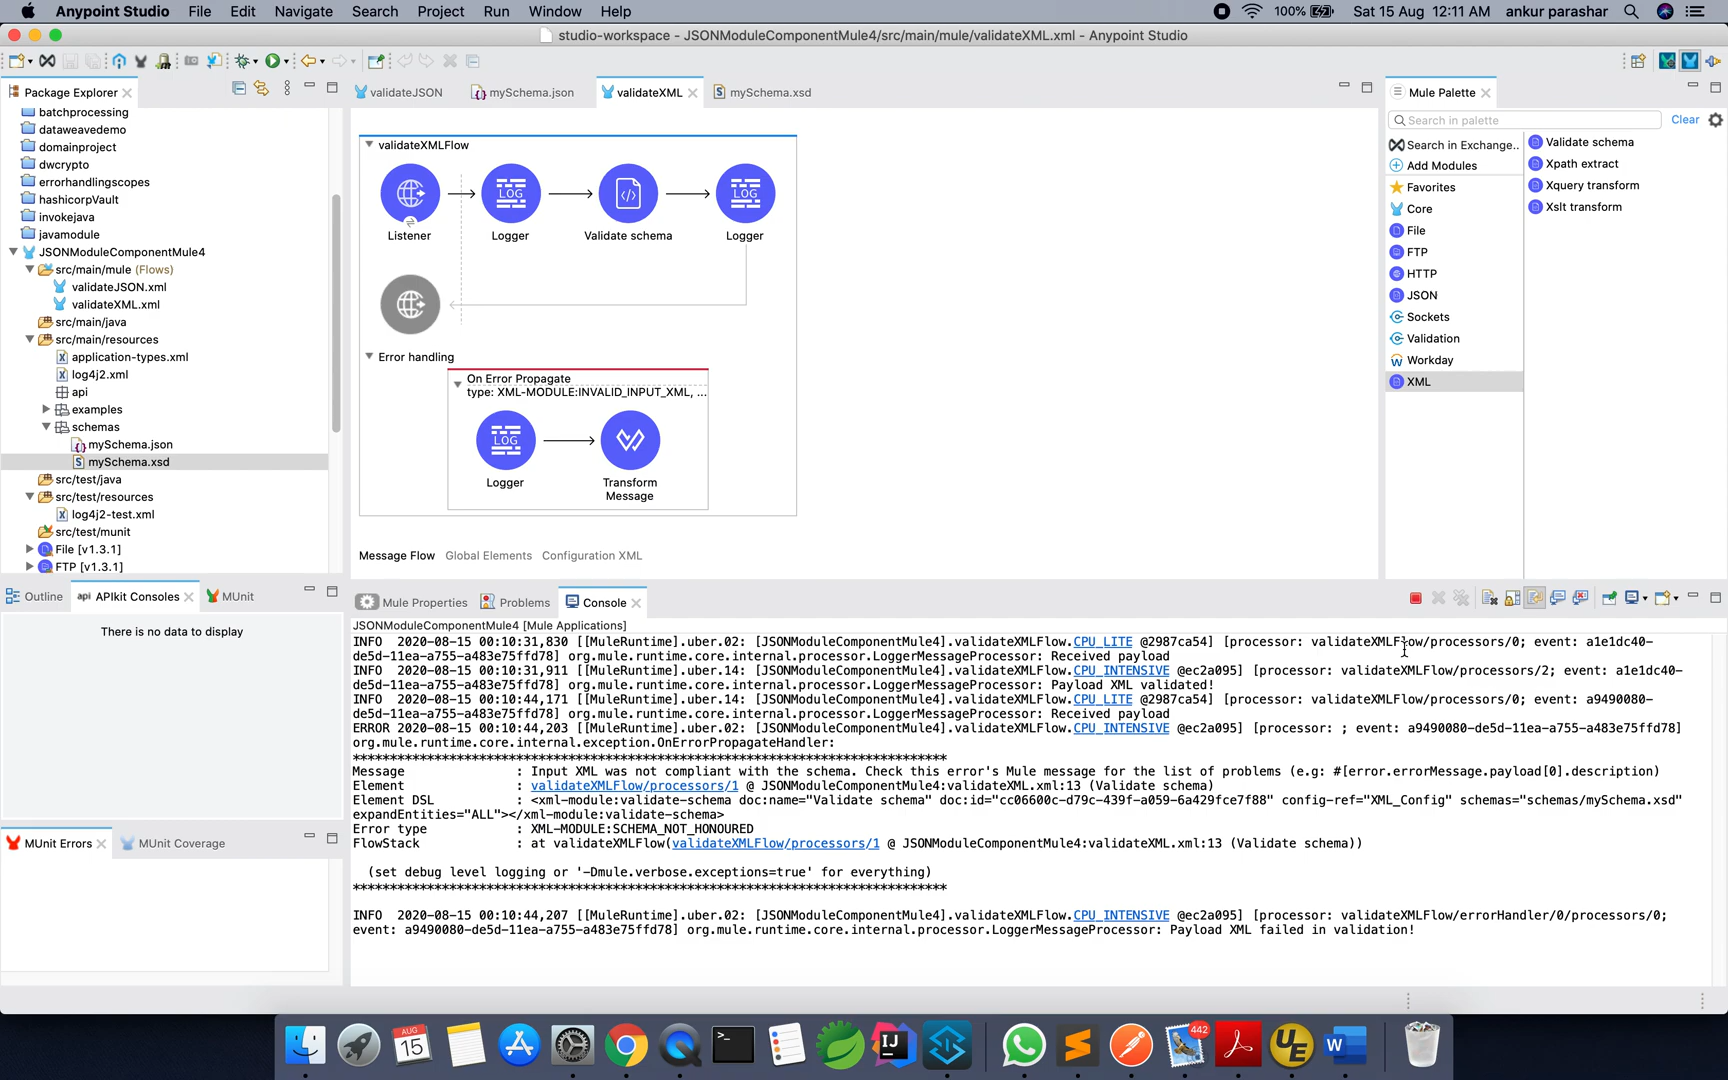 Anypoint Studio File Edit Navigate Search Project Run Window Help 100% Sat 15 Aug 12:11 AM ankur parashar
studio-workspace - JSONModuleComponentMule4/src/main/mule/validateXML.xml - Anypoint Studio
Package Explorer
batchprocessing
dataweavedemo
domainproject
dwcrypto
errorhandlingscopes
hashicorpVault
invokejava
javamodule
JSONModuleComponentMule4
src/main/mule (Flows)
validateJSON.xml
validateXML.xml
src/main/java
src/main/resources
application-types.xml
log4j2.xml
api
examples
schemas
mySchema.json
mySchema.xsd
src/test/java
src/test/resources
log4j2-test.xml
src/test/munit
File [v1.3.1]
FTP [v1.3.1]
validateJSON mySchema.json validateXML mySchema.xsd
validateXMLFlow
LOG LOG
Listener Logger Validate schema Logger
Error handling
On Error Propagate
type: XML-MODULE:INVALID_INPUT_XML, ...
LOG
Logger Transform
Message
Message Flow Global Elements Configuration XML
Mule Palette
Search in palette Clear
Search in Exchange..
Add Modules
Favorites
Core
File
FTP
HTTP
JSON
Sockets
Validation
Workday
XML
Validate schema
Xpath extract
Xquery transform
Xslt transform
Outline api APIkit Consoles MUnit
There is no data to display
MUnit Errors MUnit Coverage
Mule Properties Problems Console
JSONModuleComponentMule4 [Mule Applications]
INFO 2020-08-15 00:10:31,830 [[MuleRuntime].uber.02: [JSONModuleComponentMule4].validateXMLFlow.CPU_LITE @2987ca54] [processor: validateXMLFlow/processors/0; event: a1e1dc40-
de5d-11ea-a755-a483e75ffd78] org.mule.runtime.core.internal.processor.LoggerMessageProcessor: Received payload
INFO 2020-08-15 00:10:31,911 [[MuleRuntime].uber.14: [JSONModuleComponentMule4].validateXMLFlow.CPU_INTENSIVE @ec2a095] [processor: validateXMLFlow/processors/2; event: a1e1dc40-
de5d-11ea-a755-a483e75ffd78] org.mule.runtime.core.internal.processor.LoggerMessageProcessor: Payload XML validated!
INFO 2020-08-15 00:10:44,171 [[MuleRuntime].uber.14: [JSONModuleComponentMule4].validateXMLFlow.CPU_LITE @2987ca54] [processor: validateXMLFlow/processors/0; event: a9490080-
de5d-11ea-a755-a483e75ffd78] org.mule.runtime.core.internal.processor.LoggerMessageProcessor: Received payload
ERROR 2020-08-15 00:10:44,203 [[MuleRuntime].uber.02: [JSONModuleComponentMule4].validateXMLFlow.CPU_INTENSIVE @ec2a095] [processor: ; event: a9490080-de5d-11ea-a755-a483e75ffd78]
org.mule.runtime.core.internal.exception.OnErrorPropagateHandler:
********************************************************************************
Message : Input XML was not compliant with the schema. Check this error's Mule message for the list of problems (e.g: #[error.errorMessage.payload[0].description)
Element : validateXMLFlow/processors/1 @ JSONModuleComponentMule4:validateXML.xml:13 (Validate schema)
Element DSL : <xml-module:validate-schema doc:name="Validate schema" doc:id="cc06600c-d79c-439f-a059-6a429fce7f88" config-ref="XML_Config" schemas="schemas/mySchema.xsd"
expandEntities="ALL"></xml-module:validate-schema>
Error type : XML-MODULE:SCHEMA_NOT_HONOURED
FlowStack : at validateXMLFlow(validateXMLFlow/processors/1 @ JSONModuleComponentMule4:validateXML.xml:13 (Validate schema))
(set debug level logging or '-Dmule.verbose.exceptions=true' for everything)
********************************************************************************
INFO 2020-08-15 00:10:44,207 [[MuleRuntime].uber.02: [JSONModuleComponentMule4].validateXMLFlow.CPU_INTENSIVE @ec2a095] [processor: validateXMLFlow/errorHandler/0/processors/0;
event: a9490080-de5d-11ea-a755-a483e75ffd78] org.mule.runtime.core.internal.processor.LoggerMessageProcessor: Payload XML failed in validation!
AUG
15
IJ
442
UE
W